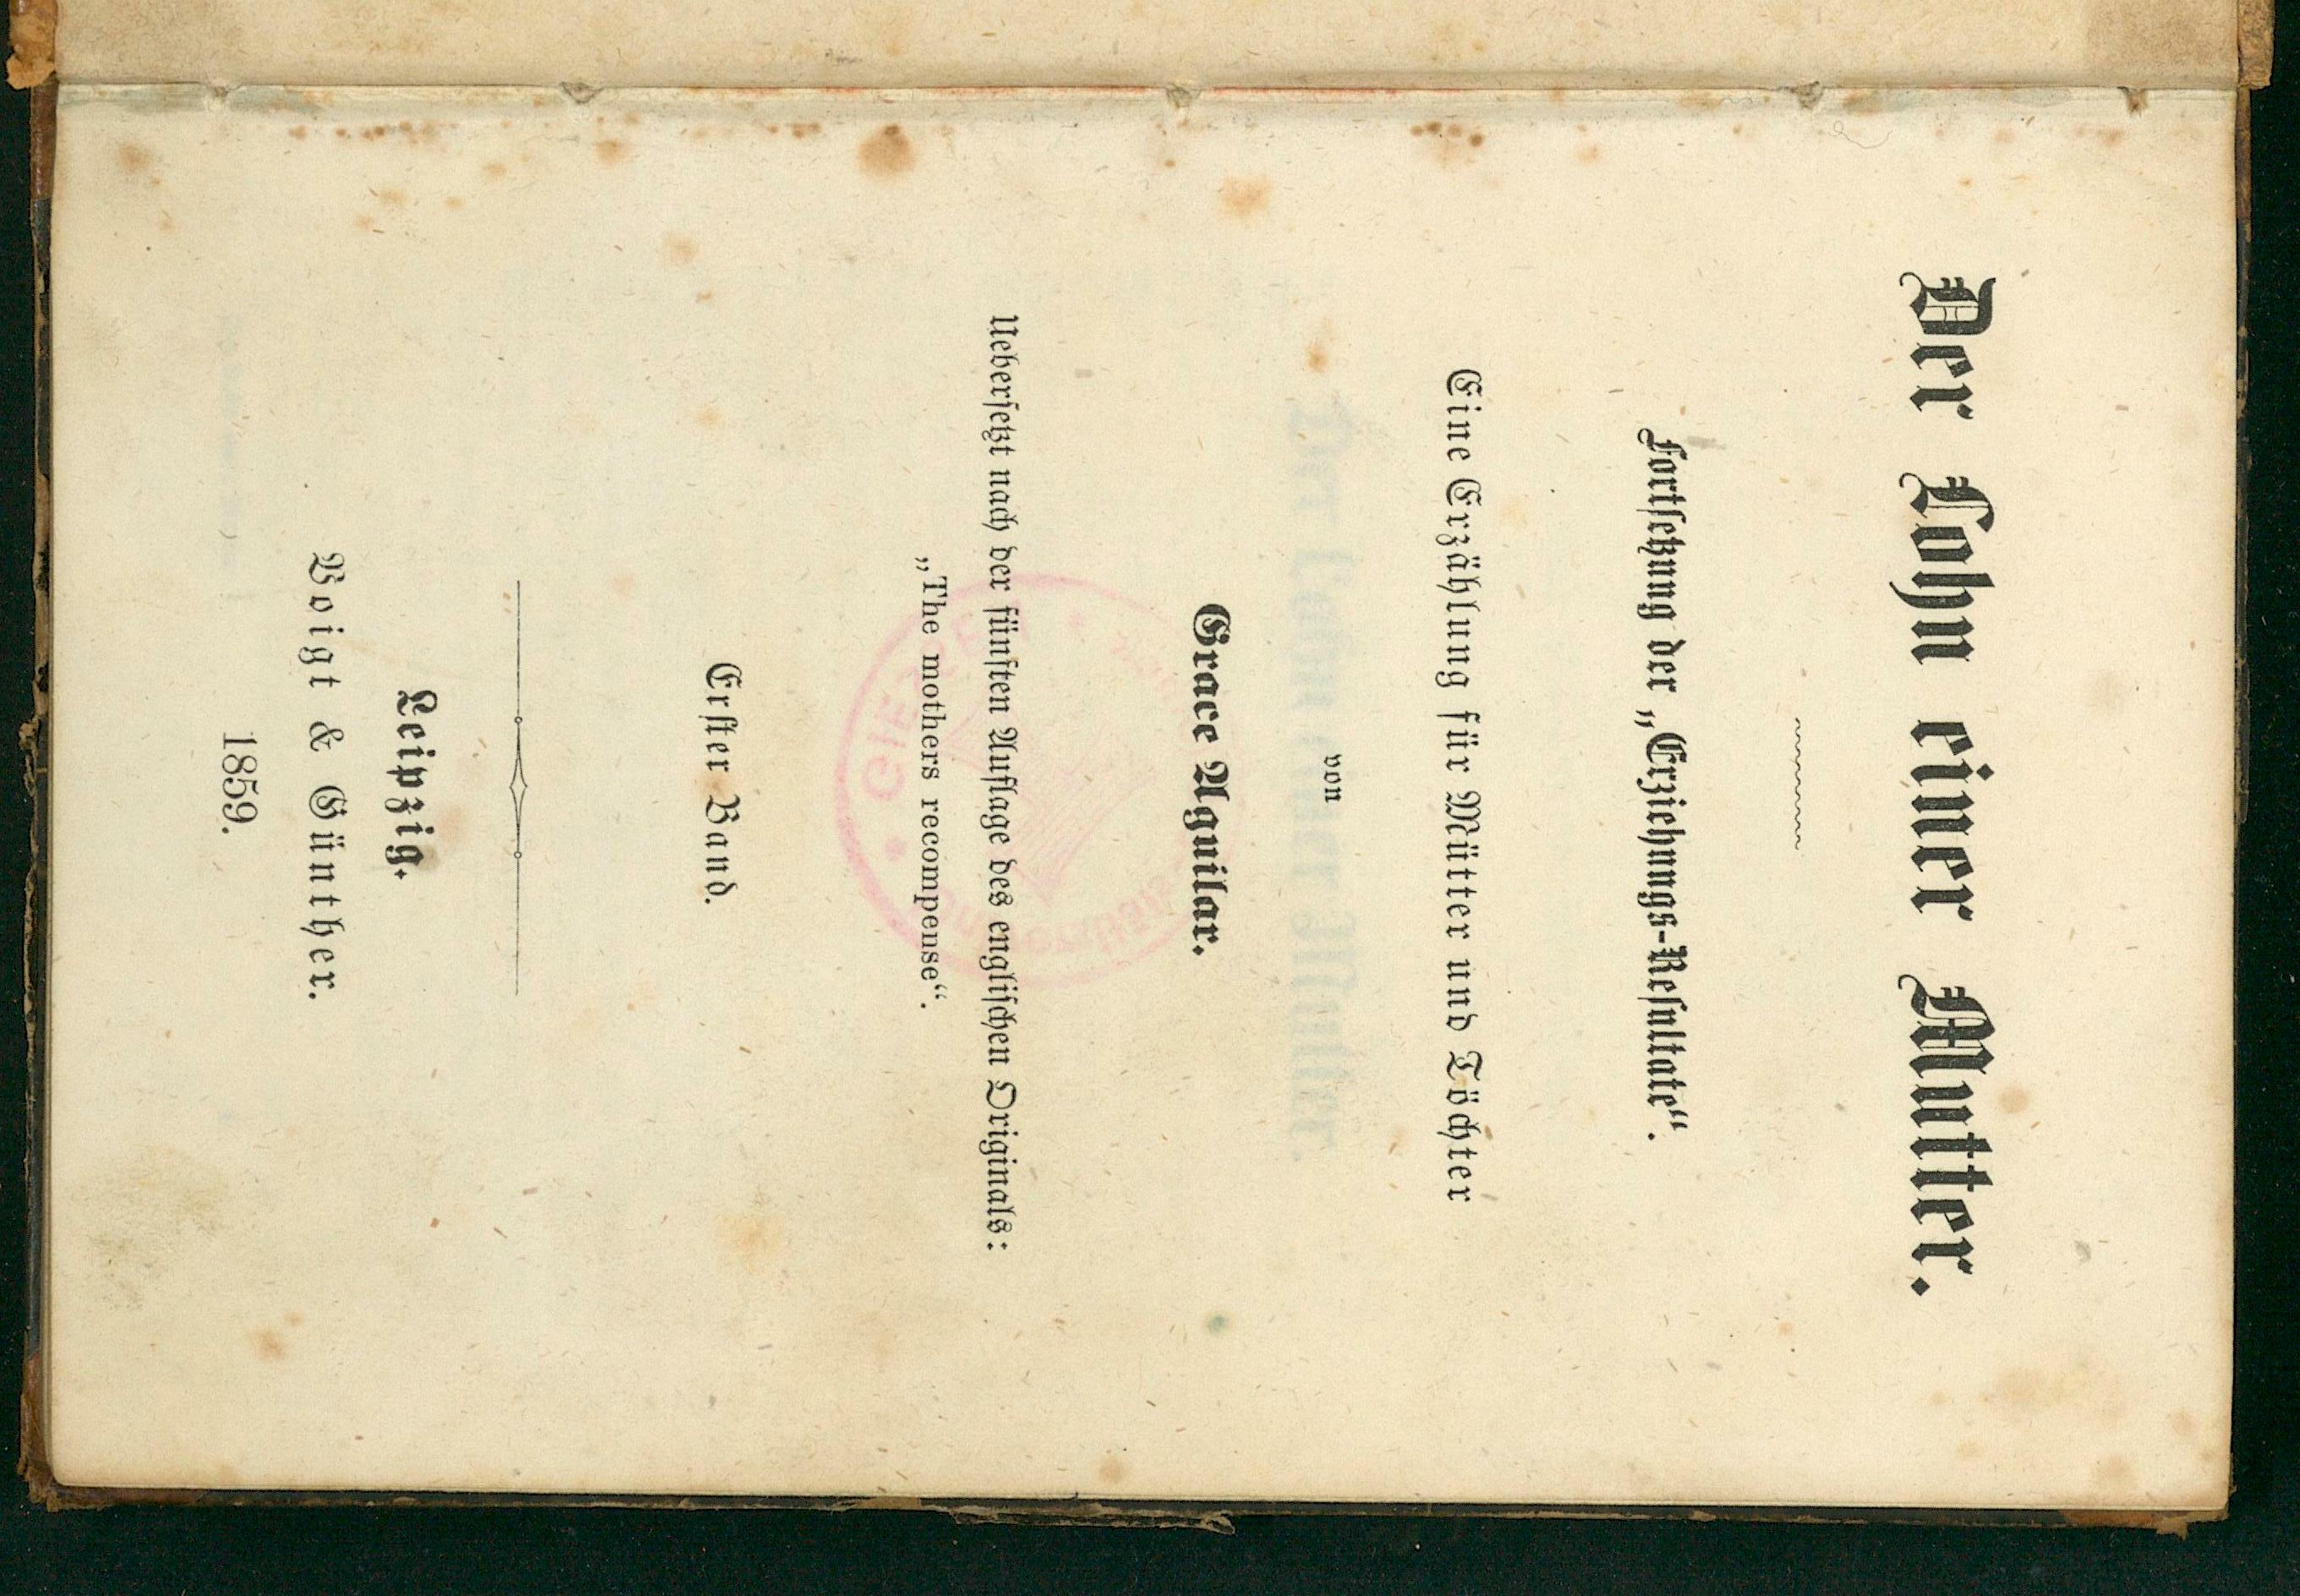 Der Lohn einer Mutter.
Fortsetzung der „Erziehungs-Resultate“.
Eine Erzählung für Mütter und Töchter
von
Grace Aguilar.
Uebersetzt nach der fünften Auflage des englischen Originals:
„The mothers recompense“.
Erster Band.
Leipzig.
Voigt & Günther.
1859.